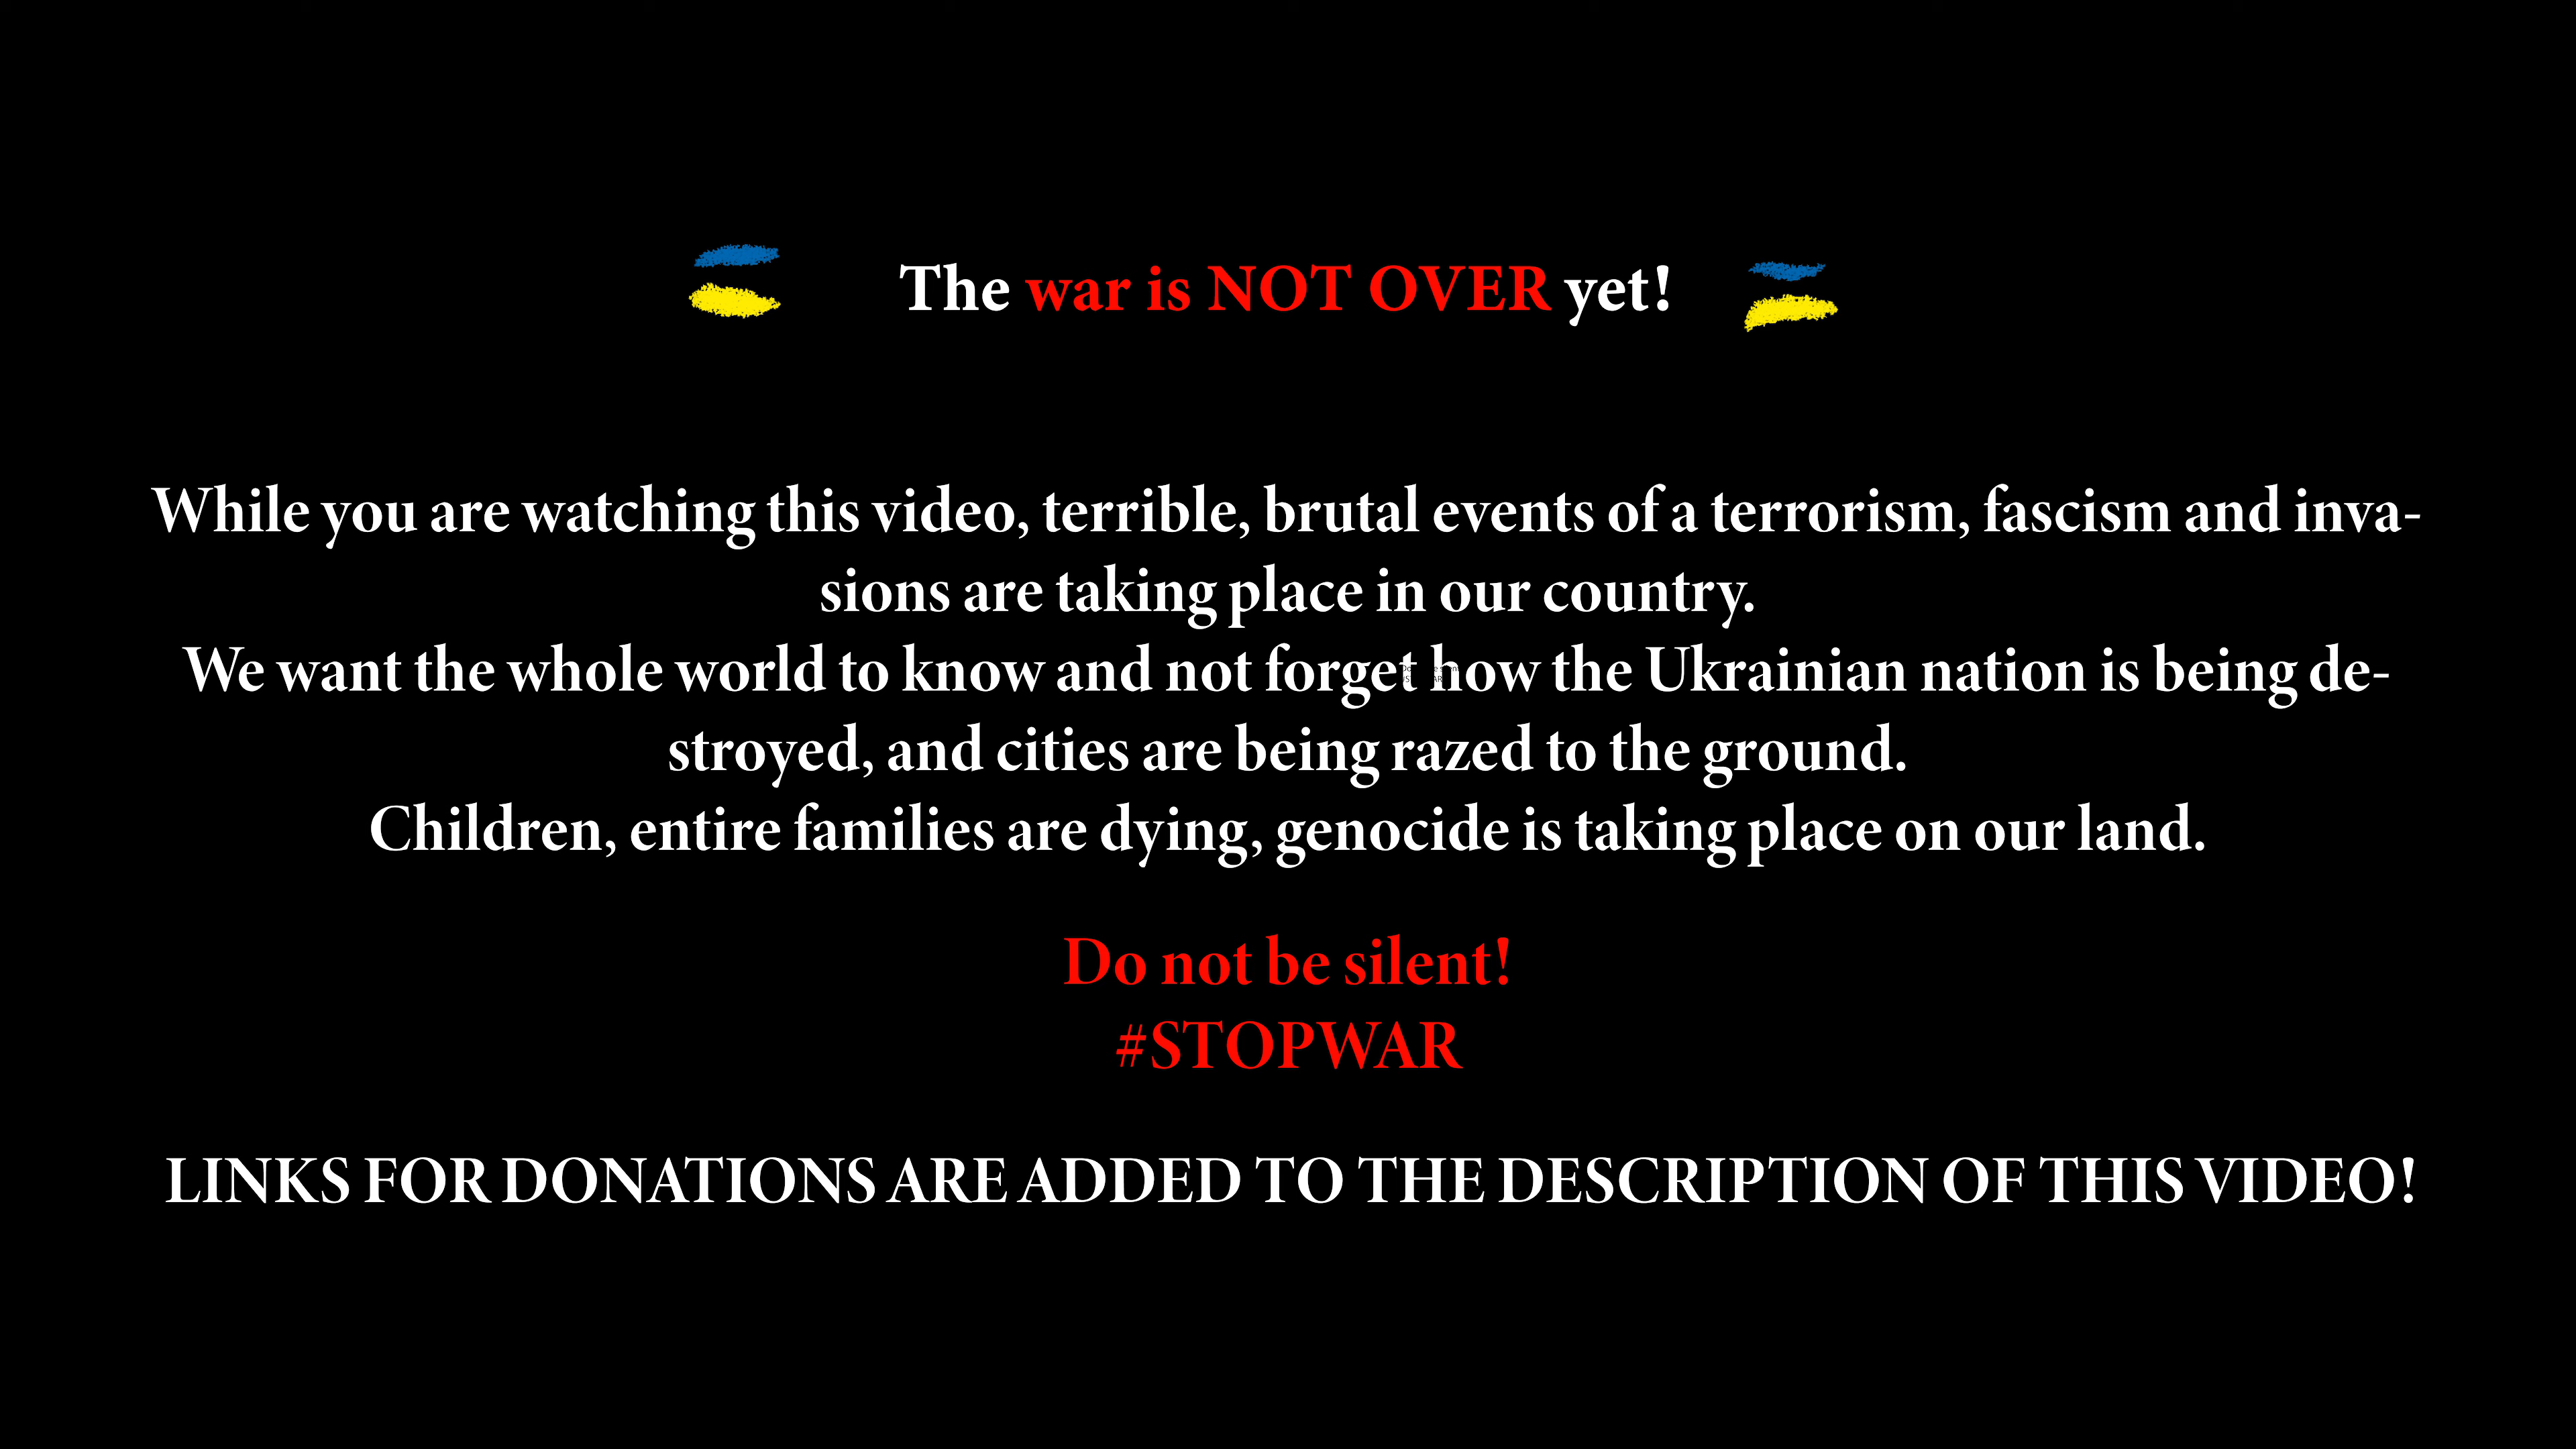 The war is NOT OVER yet!
While you are watching this video, terrible, brutal events of a terrorism, fascism and inva-
sions are taking place in our country.
We want the whole world to know and not forget how the Ukrainian nation is being de-
stroyed, and cities are being razed to the ground.
Children, entire families are dying, genocide is taking place on our land.
Do not be silent!
#STOPWAR
LINKS FOR DONATIONS ARE ADDED TO THE DESCRIPTION OF THIS VIDEO!